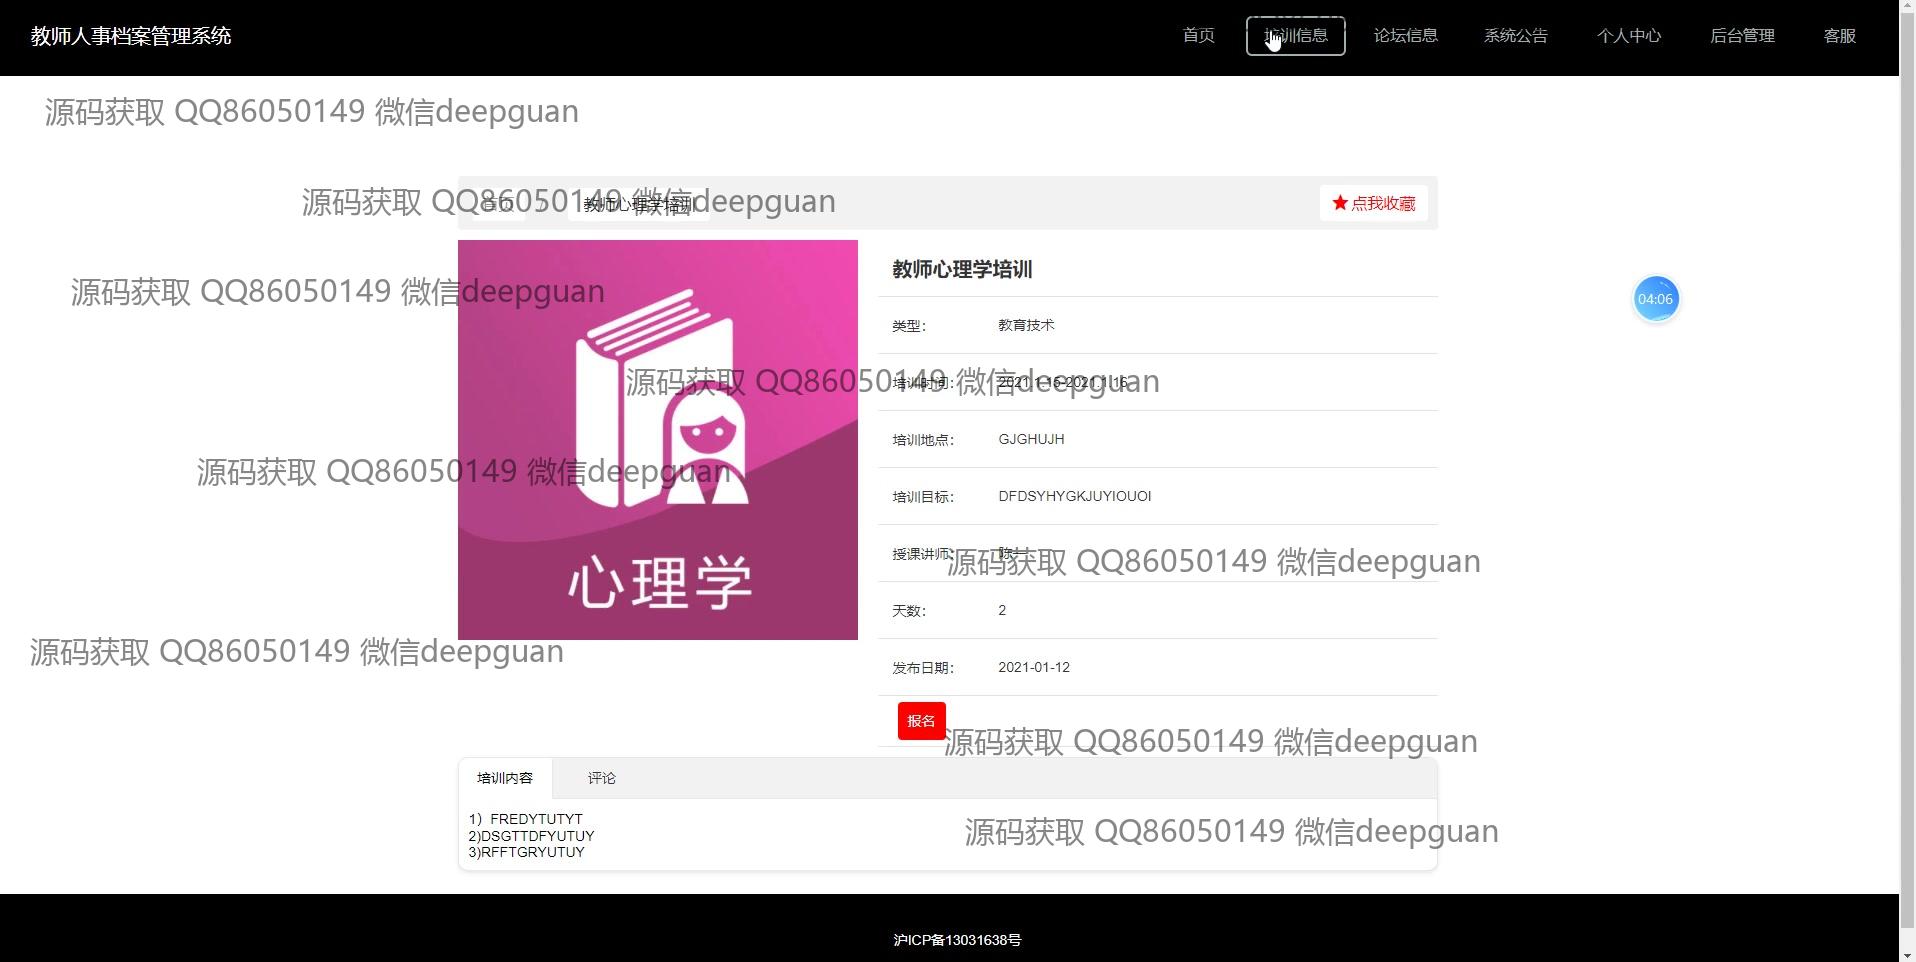 教师人事档案管理系统
首页 培训信息 论坛信息 系统公告 个人中心 后台管理 客服
源码获取 QQ86050149 微信deepguan
源码获取 QQ86050149 微信deepguan
首页 教师心理学培训 ★点我收藏
教师心理学培训
源码获取 QQ86050149 微信deepguan
04:06
类型: 教育技术
源码获取 QQ86050149 微信deepguan
培训时间: 2021.1.15-2021.1.16
培训地点: GJGHUJH
源码获取 QQ86050149 微信deepguan
培训目标: DFDSYHYGKJUYIOUOI
授课讲师:
源码获取 QQ86050149 微信deepguan
心理学
天数: 2
源码获取 QQ86050149 微信deepguan
发布日期: 2021-01-12
报名
源码获取 QQ86050149 微信deepguan
培训内容 评论
1）FREDYTUTYT
2)DSGTTDFYUTUY
3)RFFTGRYUTUY
源码获取 QQ86050149 微信deepguan
沪ICP备13031638号